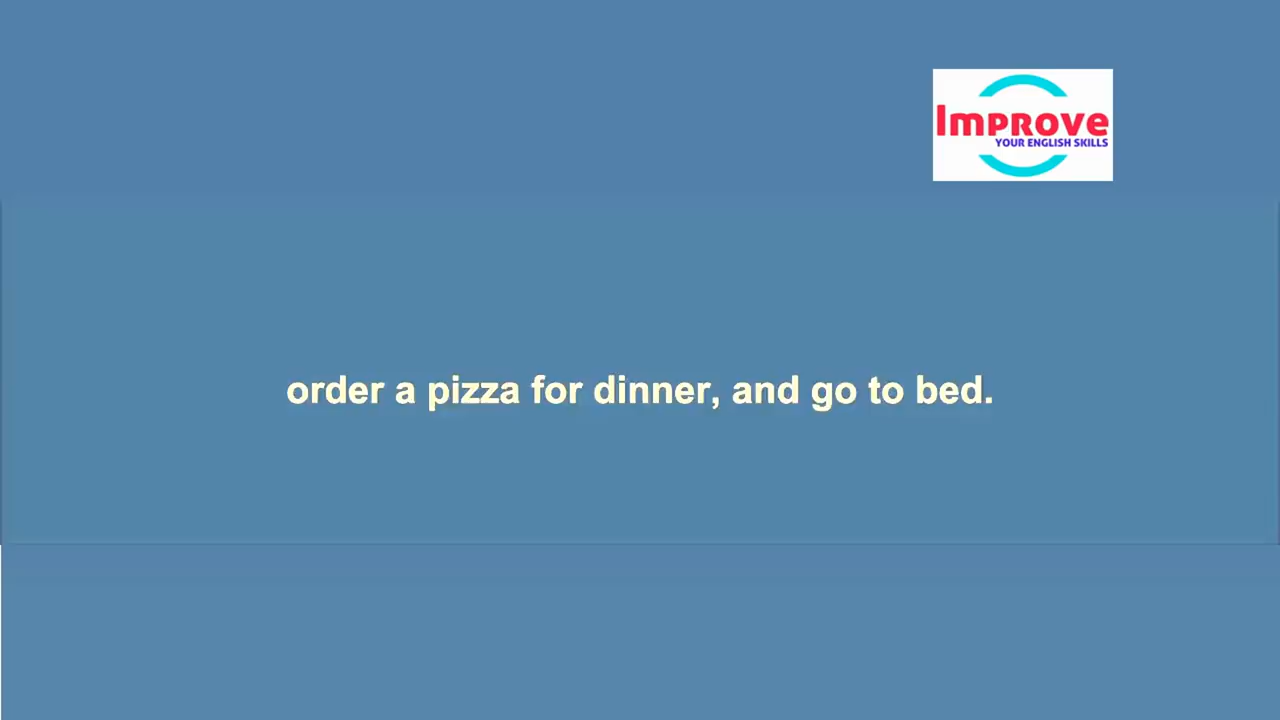 Improve
YOUR ENGLISH SKILLS
order a pizza for dinner, and go to bed.